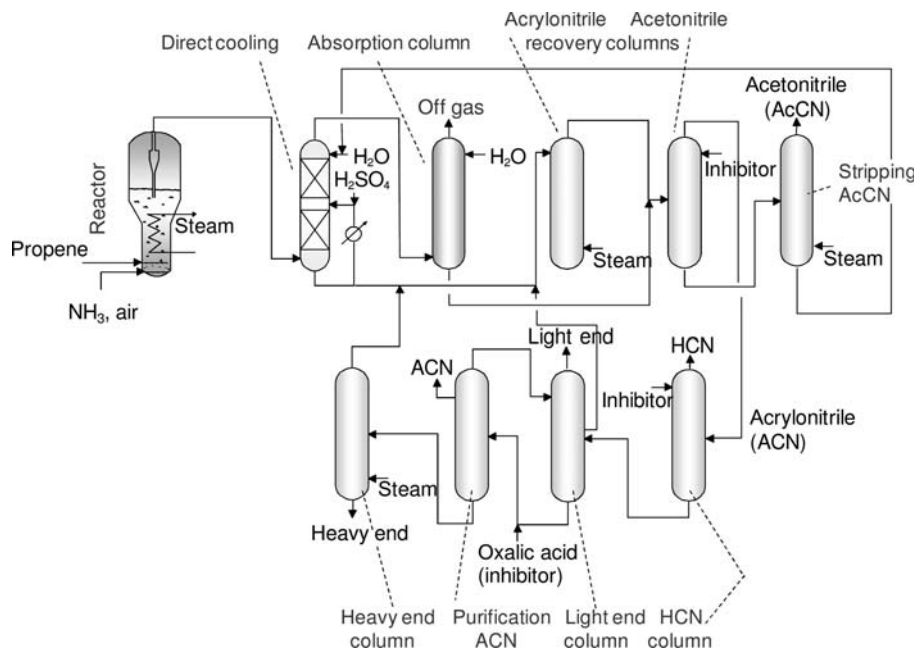 Direct cooling
Absorption column
Acrylonitrile
recovery columns
Acetonitrile
Off gas
Acetonitrile
(AcCN)
H₂O
H₂SO₄
H₂O
Inhibitor
Stripping
AcCN
Reactor
Steam
Propene
NH₃, air
Steam
Steam
Light end
HCN
ACN
Inhibitor
Acrylonitrile
(ACN)
Steam
Heavy end
Oxalic acid
(inhibitor)
Heavy end
column
Purification
ACN
Light end
column
HCN
column